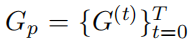 $G_p = \{G^{(t)}\}_{t=0}^{T}$